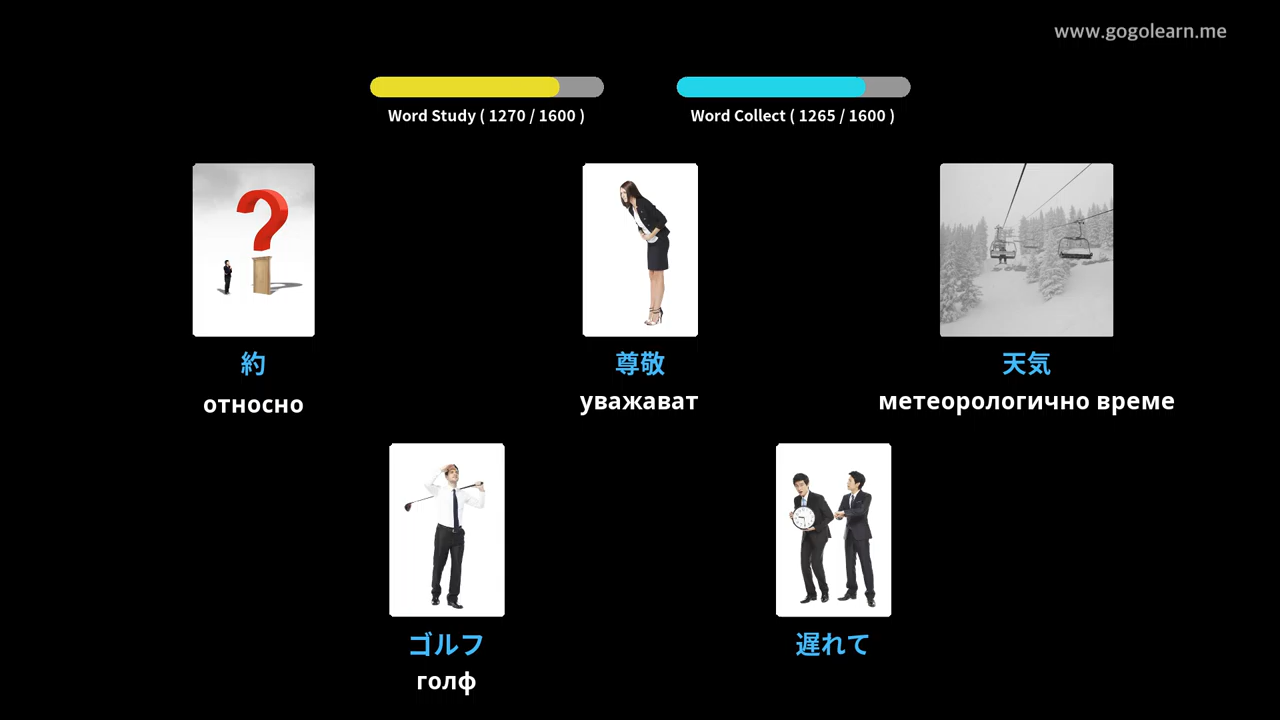 www.gogolearn.me
Word Study ( 1270 / 1600 )
Word Collect ( 1265 / 1600 )
約
относно
尊敬
уважават
天気
метеорологично време
ゴルフ
голф
遅れて